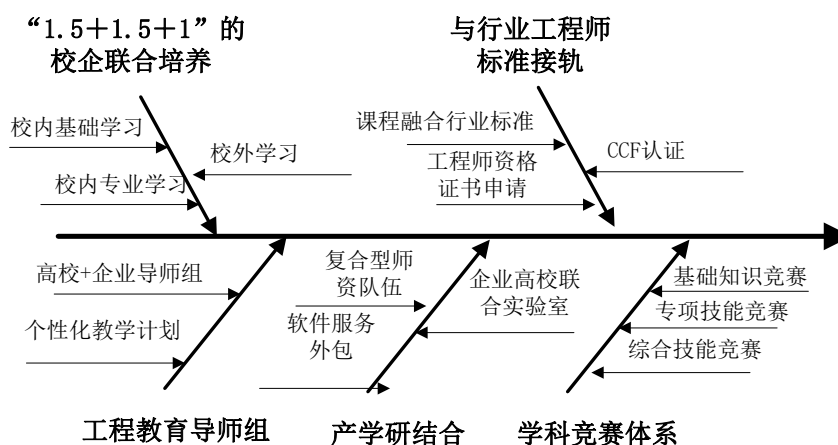 “1.5＋1.5＋1”的
校企联合培养
与行业工程师
标准接轨
校内基础学习
校外学习
校内专业学习
课程融合行业标准
CCF认证
工程师资格
证书申请
高校+企业导师组
个性化教学计划
复合型师
资队伍
软件服务
外包
企业高校联
合实验室
基础知识竞赛
专项技能竞赛
综合技能竞赛
工程教育导师组
产学研结合
学科竞赛体系